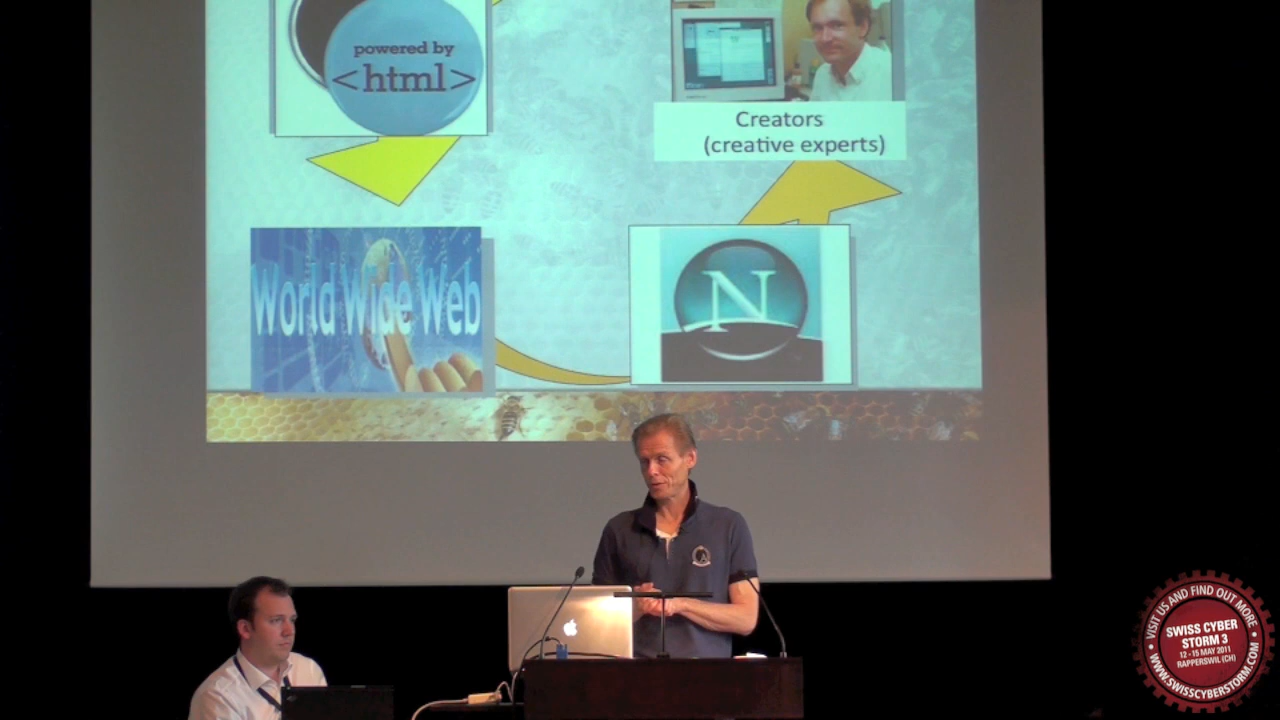 powered by
<html>
Creators
(creative experts)
World Wide Web
N
VISIT US AND FIND OUT MORE
SWISS CYBER
STORM 3
12 - 15 MAY 2011
RAPPERSWIL (CH)
WWW.SWISSCYBERSTORM.COM